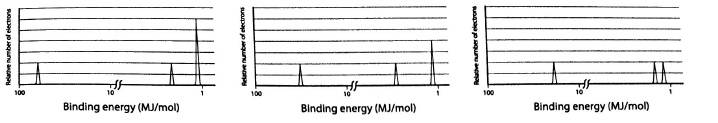 Relative number of electrons
100 10 1
Binding energy (MJ/mol)
Relative number of electrons
100 10 1
Binding energy (MJ/mol)
Relative number of electrons
100 10 1
Binding energy (MJ/mol)